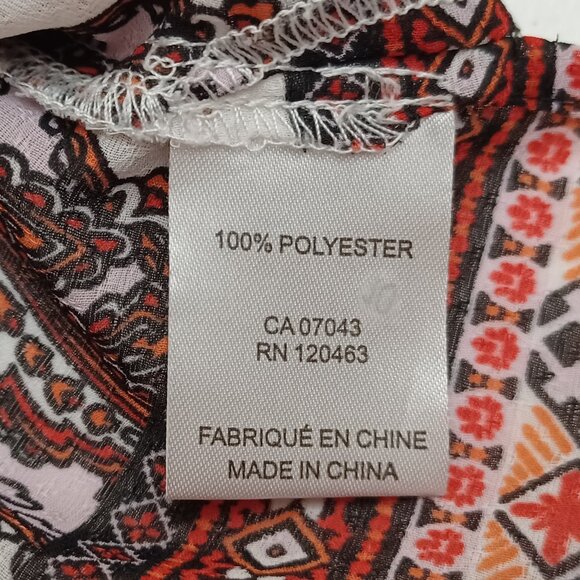 100% POLYESTER
CA 07043
RN 120463
FABRIQUÉ EN CHINE
MADE IN CHINA